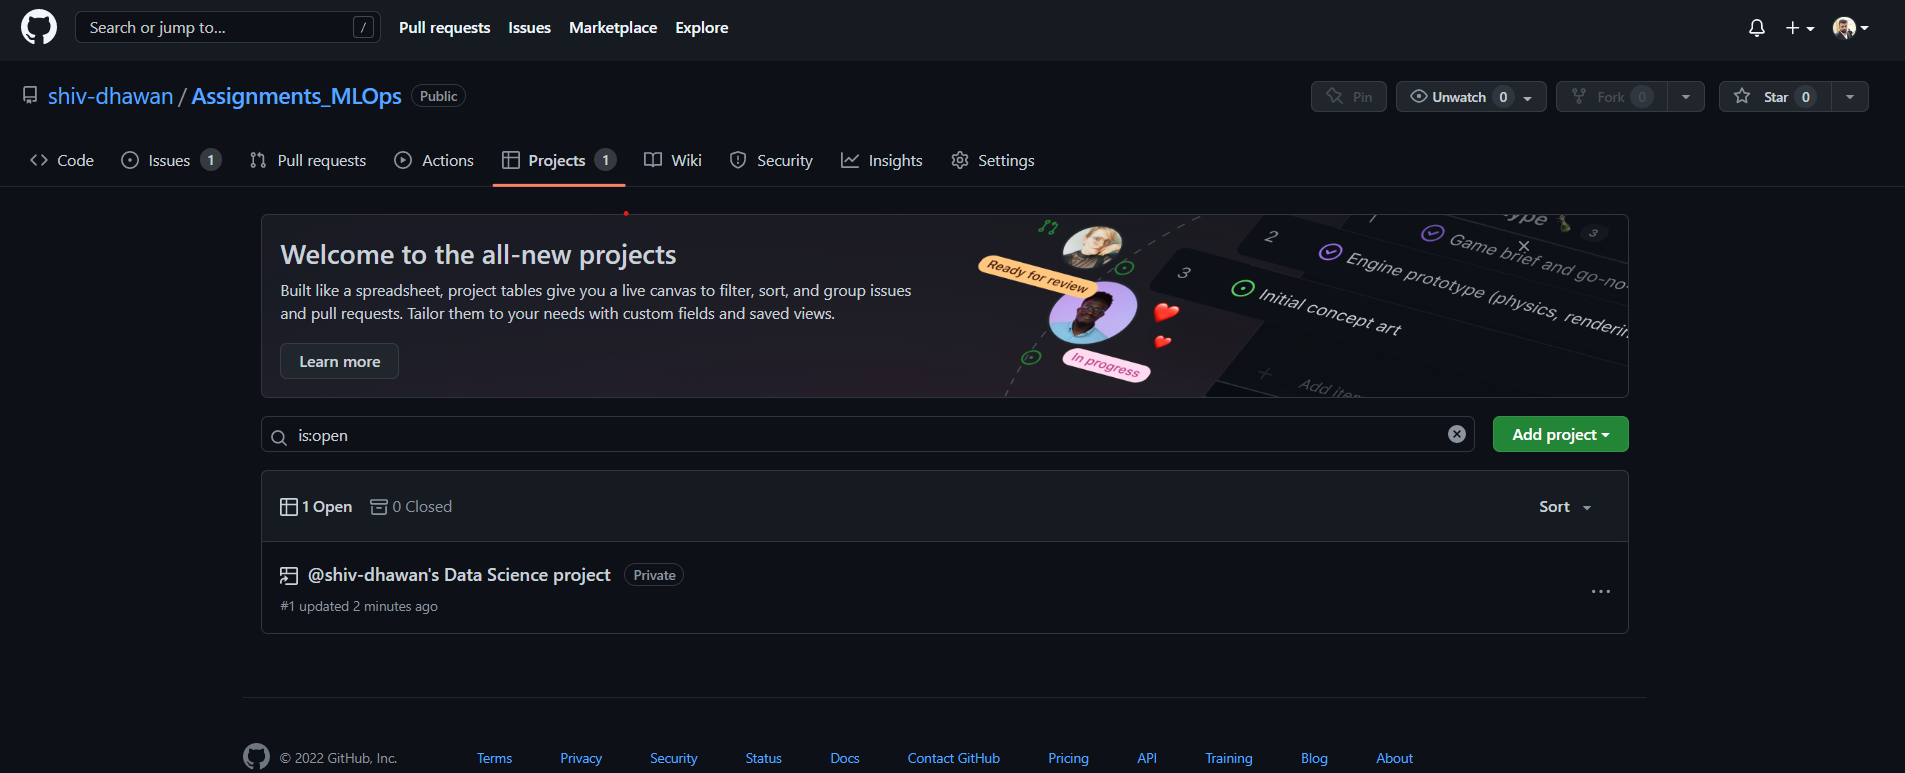 Search or jump to... /
Pull requests Issues Marketplace Explore
shiv-dhawan / Assignments_MLOps Public
Pin Unwatch 0 Fork 0 Star 0
Code Issues 1 Pull requests Actions Projects 1 Wiki Security Insights Settings
Welcome to the all-new projects
Built like a spreadsheet, project tables give you a live canvas to filter, sort, and group issues
and pull requests. Tailor them to your needs with custom fields and saved views.
Learn more
Ready for review
In progress
3
1
Game brief and go-no-
2 Engine prototype (physics, renderin
3 Initial concept art
+ Add ite
is:open
Add project
1 Open 0 Closed
Sort
@shiv-dhawan's Data Science project Private
#1 updated 2 minutes ago
...
© 2022 GitHub, Inc. Terms Privacy Security Status Docs Contact GitHub Pricing API Training Blog About